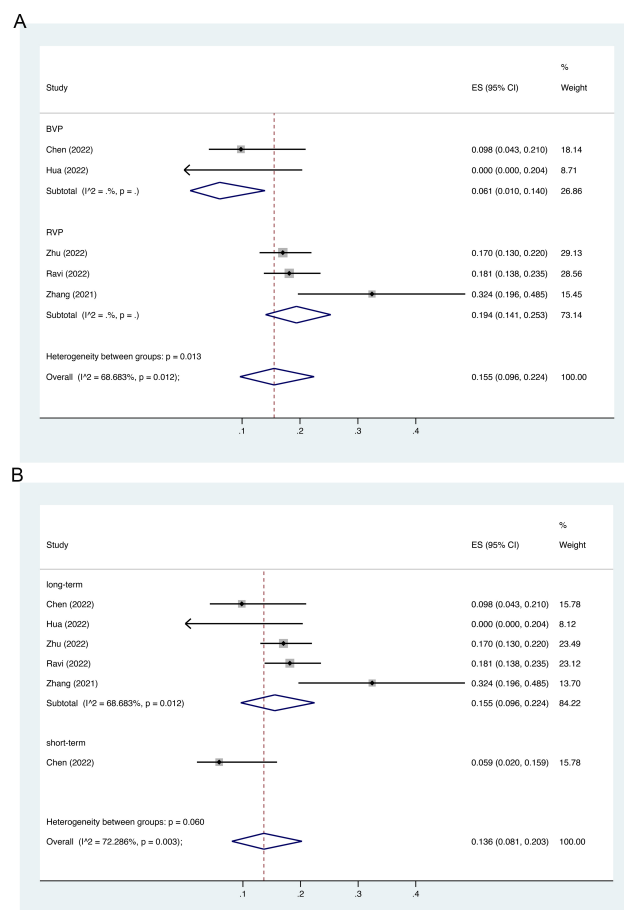 A
%
Study ES (95% CI) Weight
BVP
Chen (2022) 0.098 (0.043, 0.210) 18.14
Hua (2022) 0.000 (0.000, 0.204) 8.71
Subtotal (I^2 = .%, p = .) 0.061 (0.010, 0.140) 26.86
RVP
Zhu (2022) 0.170 (0.130, 0.220) 29.13
Ravi (2022) 0.181 (0.138, 0.235) 28.56
Zhang (2021) 0.324 (0.196, 0.485) 15.45
Subtotal (I^2 = .%, p = .) 0.194 (0.141, 0.253) 73.14
Heterogeneity between groups: p = 0.013
Overall (I^2 = 68.683%, p = 0.012); 0.155 (0.096, 0.224) 100.00
.1 .2 .3 .4
B
%
Study ES (95% CI) Weight
long-term
Chen (2022) 0.098 (0.043, 0.210) 15.78
Hua (2022) 0.000 (0.000, 0.204) 8.12
Zhu (2022) 0.170 (0.130, 0.220) 23.49
Ravi (2022) 0.181 (0.138, 0.235) 23.12
Zhang (2021) 0.324 (0.196, 0.485) 13.70
Subtotal (I^2 = 68.683%, p = 0.012) 0.155 (0.096, 0.224) 84.22
short-term
Chen (2022) 0.059 (0.020, 0.159) 15.78
Heterogeneity between groups: p = 0.060
Overall (I^2 = 72.286%, p = 0.003); 0.136 (0.081, 0.203) 100.00
.1 .2 .3 .4